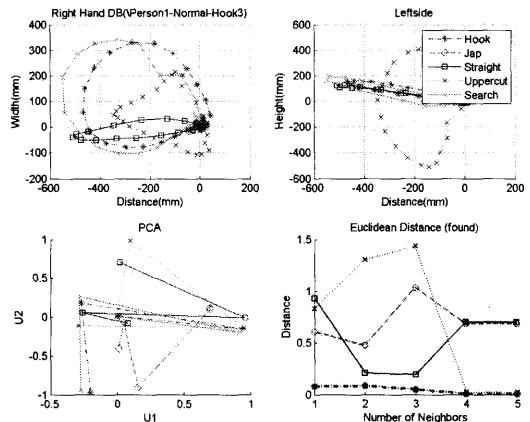 Right Hand DB(\Person1-Normal-Hook3)
Width(mm)
400
300
200
100
0
-100
-200
-600 -400 -200 0 200
Distance(mm)
Leftside
Height(mm)
400
200
0
-200
-400
-600
-600 -400 -200 0 200
Distance(mm)
Hook
Jap
Straight
Uppercut
Search
PCA
U2
1
0.5
0
-0.5
-1
-0.5 0 0.5 1
U1
Euclidean Distance (found)
Distance
1.5
1
0.5
0
1 2 3 4 5
Number of Neighbors